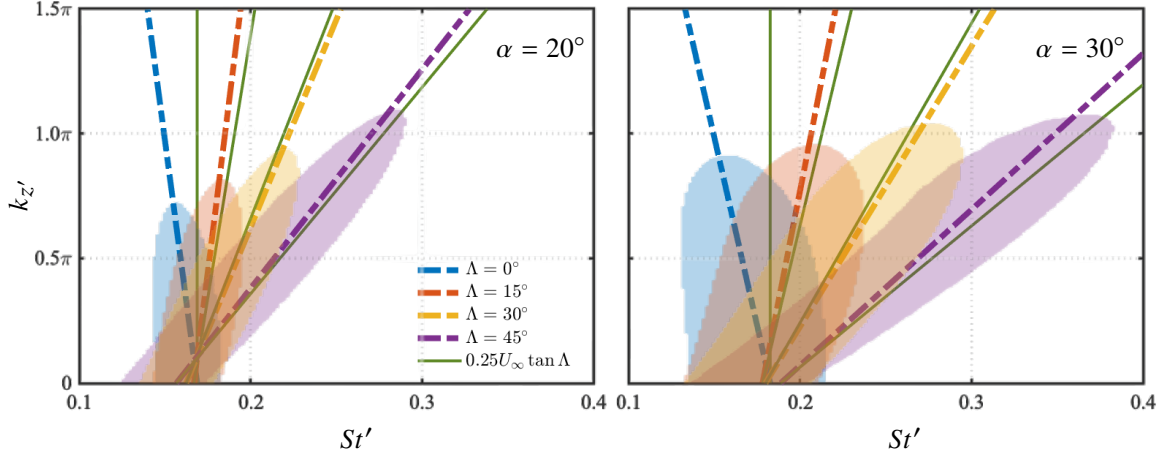 1.5π
1.0π
0.5π
0
k_{z′}
α = 20°
Λ = 0°
Λ = 15°
Λ = 30°
Λ = 45°
0.25U_∞ tan Λ
0.1
0.2
0.3
0.4
St′
α = 30°
0.1
0.2
0.3
0.4
St′